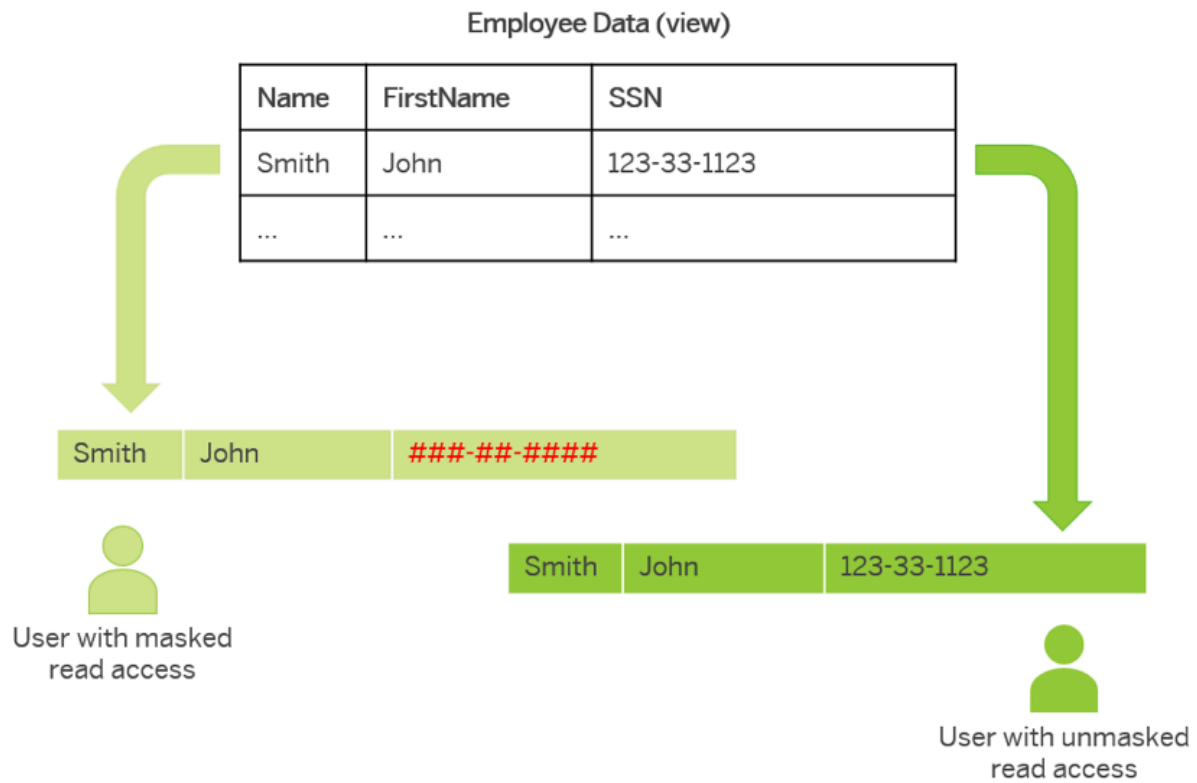 Employee Data (view)
Name FirstName SSN
Smith John 123-33-1123
... ... ...
Smith John ###-##-####
Smith John 123-33-1123
User with masked
read access
User with unmasked
read access